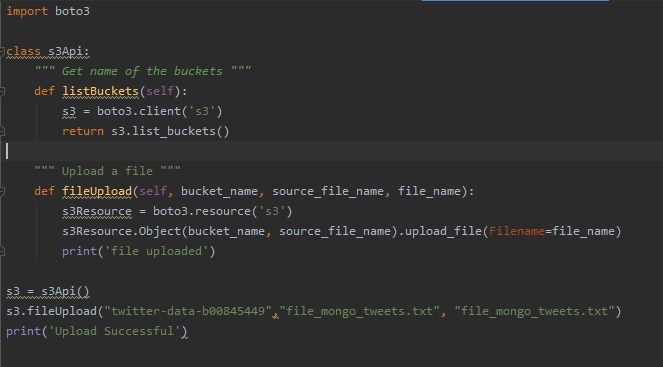 import boto3
class s3Api:
    """ Get name of the buckets """
    def listBuckets(self):
        s3 = boto3.client('s3')
        return s3.list_buckets()
    """ Upload a file """
    def fileUpload(self, bucket_name, source_file_name, file_name):
        s3Resource = boto3.resource('s3')
        s3Resource.Object(bucket_name, source_file_name).upload_file(Filename=file_name)
        print('file uploaded')
s3 = s3Api()
s3.fileUpload("twitter-data-b00845449","file_mongo_tweets.txt", "file_mongo_tweets.txt")
print('Upload Successful')